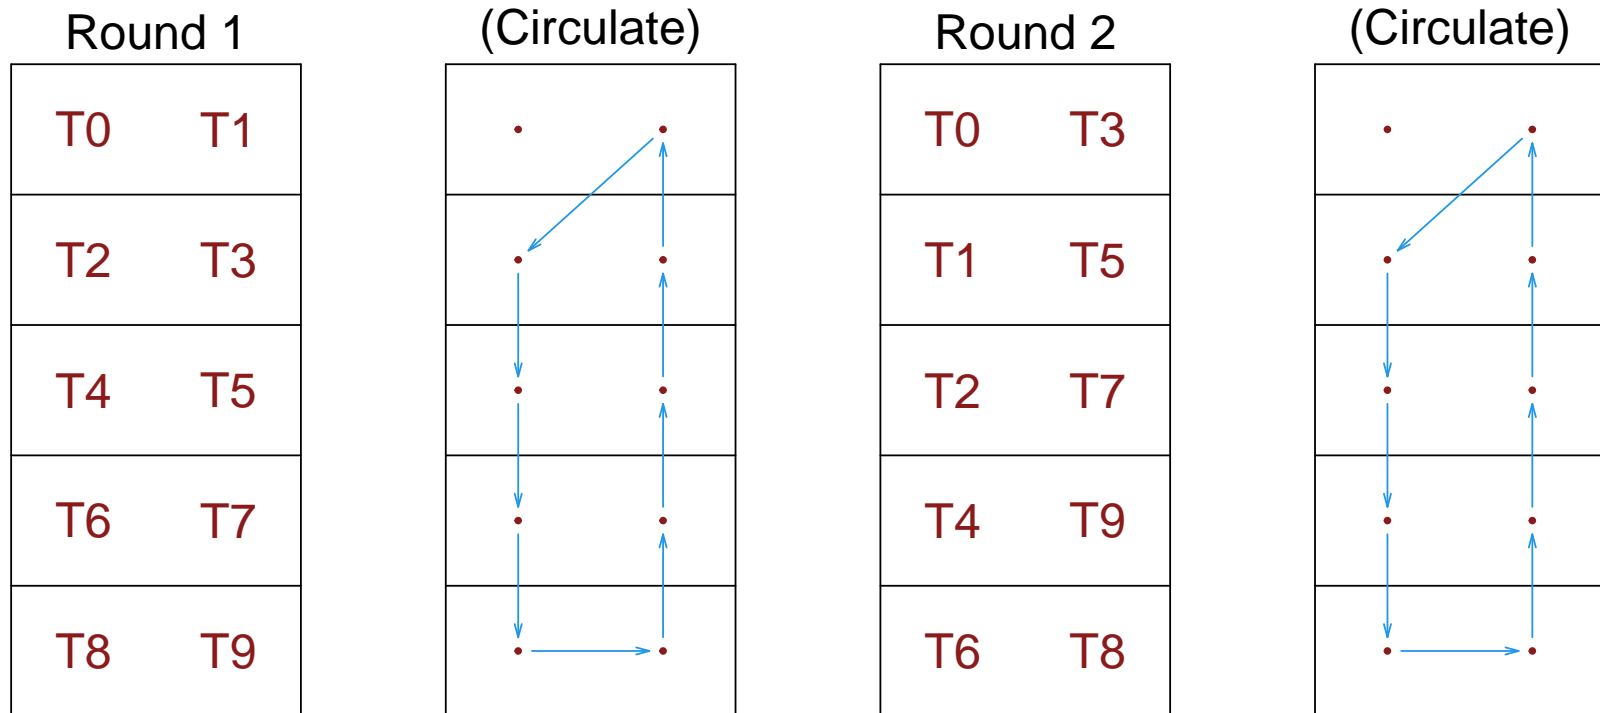 Round 1 (Circulate) Round 2 (Circulate)
T0 T1 T0 T3
T2 T3 T1 T5
T4 T5 T2 T7
T6 T7 T4 T9
T8 T9 T6 T8